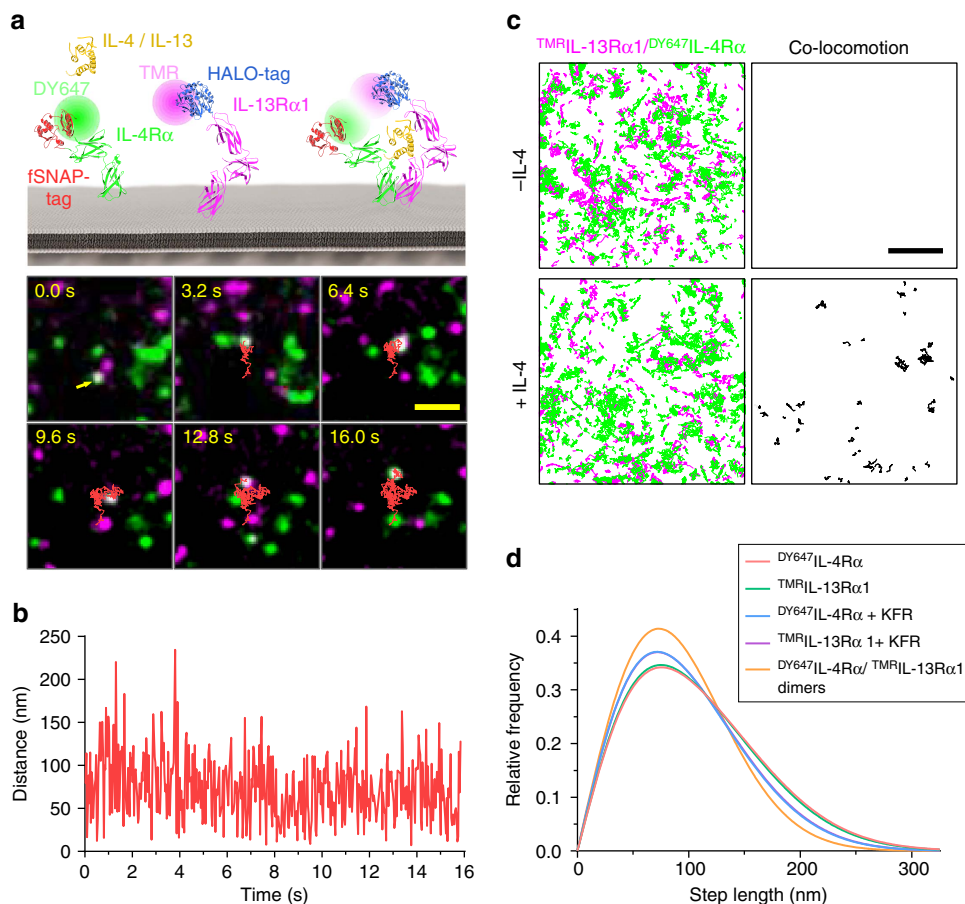 a
IL-4 / IL-13
DY647
TMR
HALO-tag
IL-13Rα1
IL-4Rα
fSNAP-
tag
0.0 s
3.2 s
6.4 s
9.6 s
12.8 s
16.0 s
b
Distance (nm)
250
200
150
100
50
0
0 2 4 6 8 10 12 14 16
Time (s)
c
TMRIL-13Rα1/DY647IL-4Rα
Co-locomotion
–IL-4
+ IL-4
d
DY647IL-4Rα
TMRIL-13Rα1
DY647IL-4Rα + KFR
TMRIL-13Rα 1+ KFR
DY647IL-4Rα/ TMRIL-13Rα1
dimers
Relative frequency
0.4
0.3
0.2
0.1
0.0
0 100 200 300
Step length (nm)